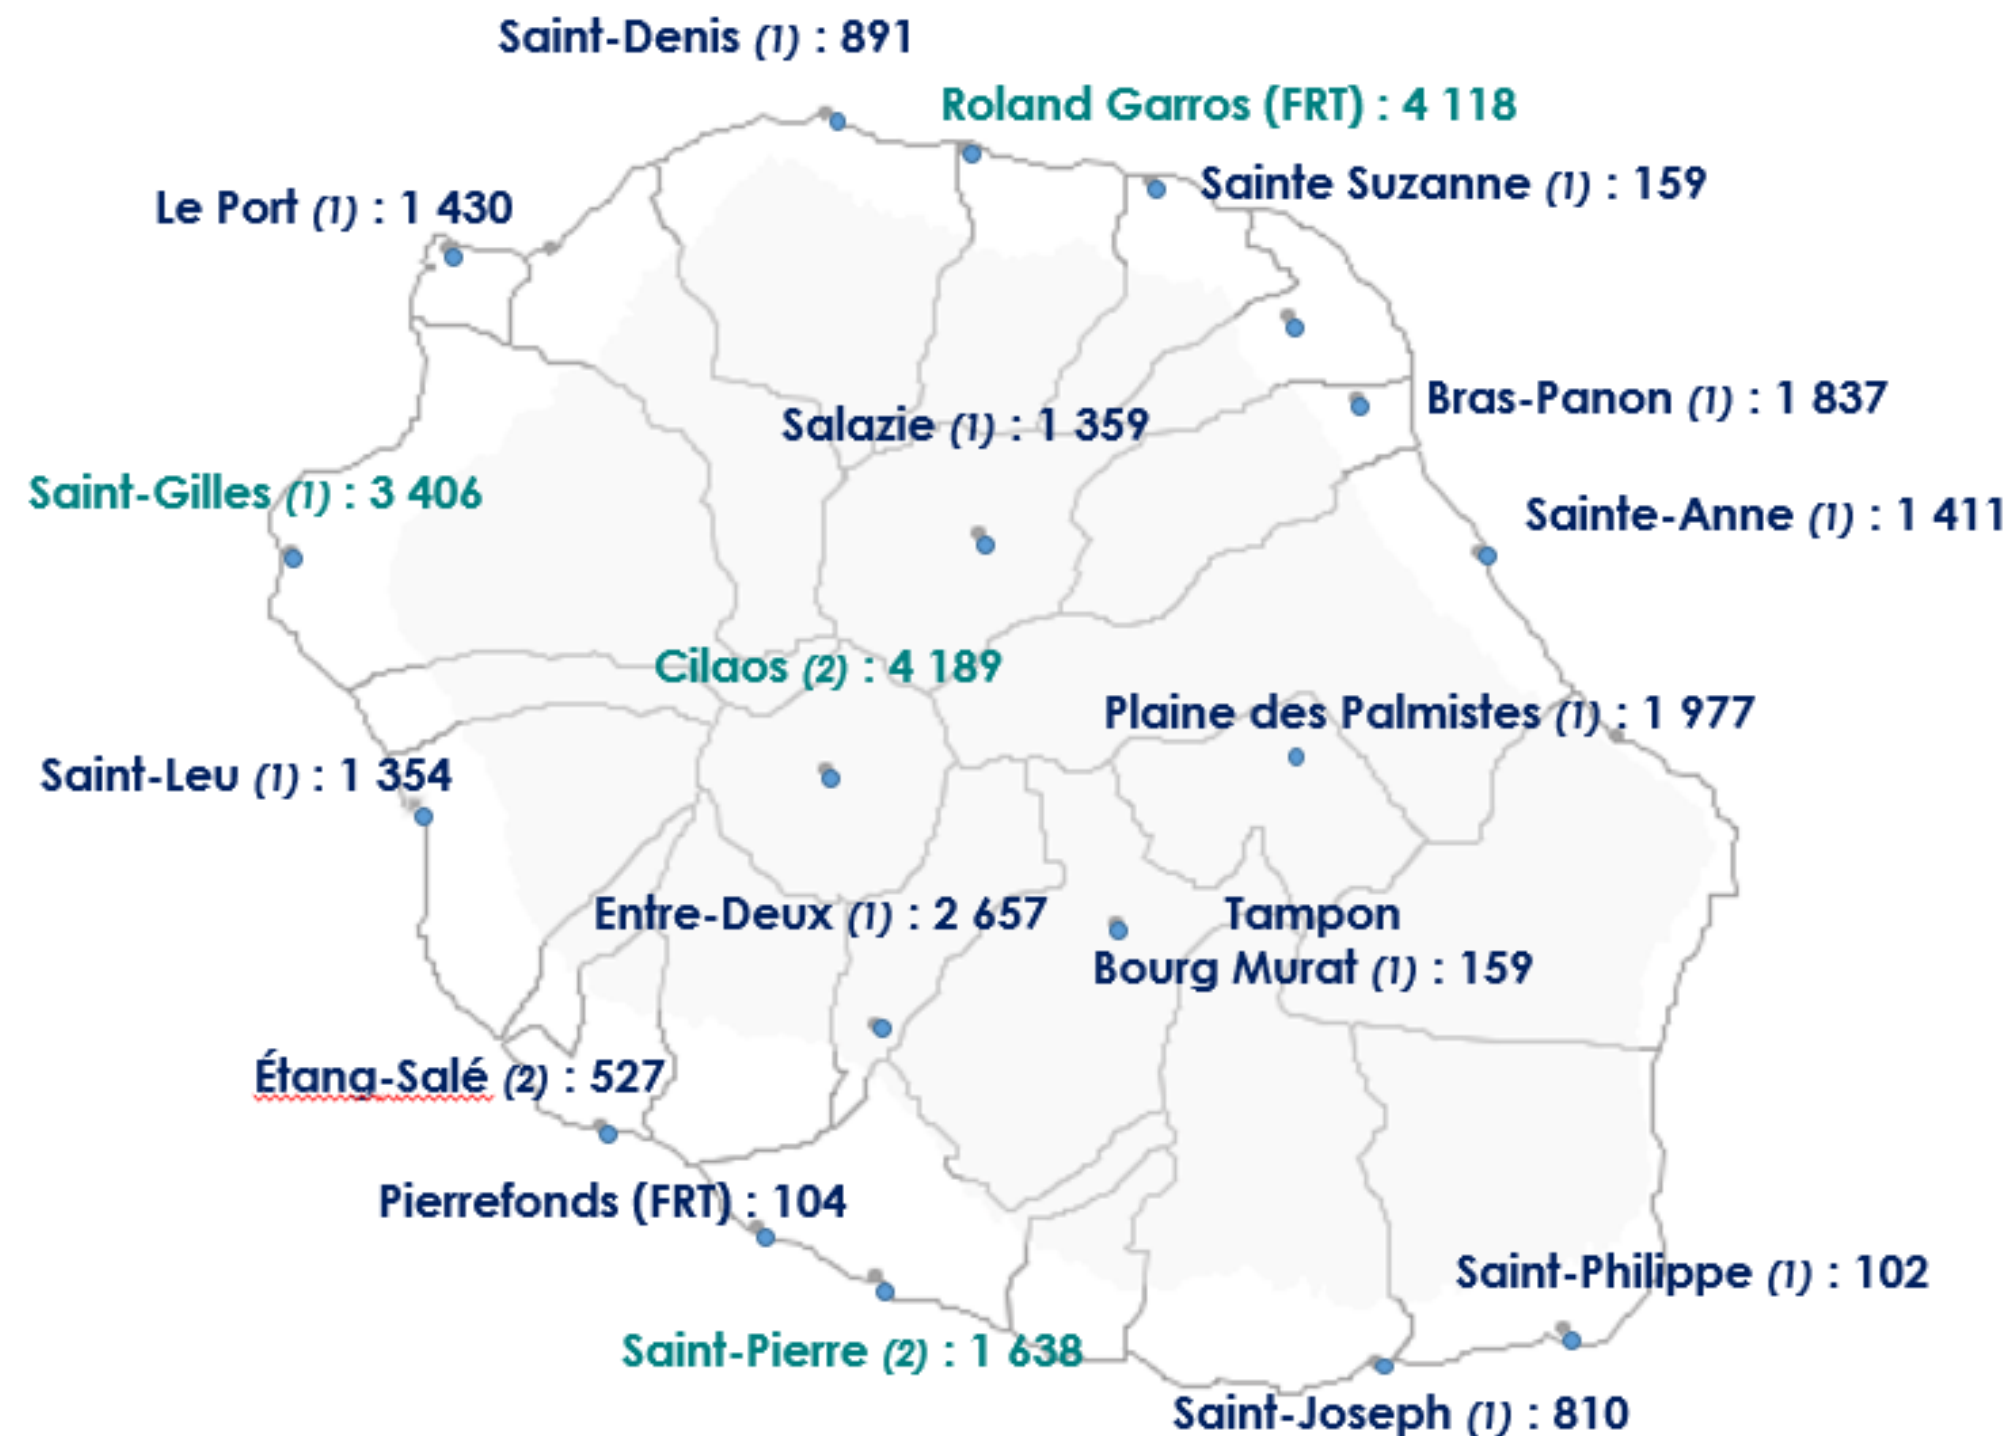 Saint-Denis (1) : 891
Roland Garros (FRT) : 4 118
Sainte Suzanne (1) : 159
Le Port (1) : 1 430
Bras-Panon (1) : 1 837
Salazie (1) : 1 359
Saint-Gilles (1) : 3 406
Sainte-Anne (1) : 1 411
Cilaos (2) : 4 189
Plaine des Palmistes (1) : 1 977
Saint-Leu (1) : 1 354
Entre-Deux (1) : 2 657
Tampon
Bourg Murat (1) : 159
Étang-Salé (2) : 527
Pierrefonds (FRT) : 104
Saint-Philippe (1) : 102
Saint-Pierre (2) : 1 638
Saint-Joseph (1) : 810